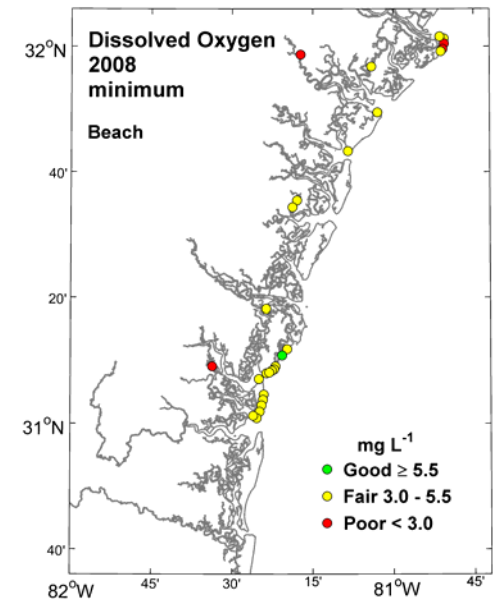 Dissolved Oxygen
2008
minimum
Beach
32°N
40'
20'
31°N
40'
mg L⁻¹
Good ≥ 5.5
Fair 3.0 - 5.5
Poor < 3.0
82°W 45' 30' 15' 81°W 45'